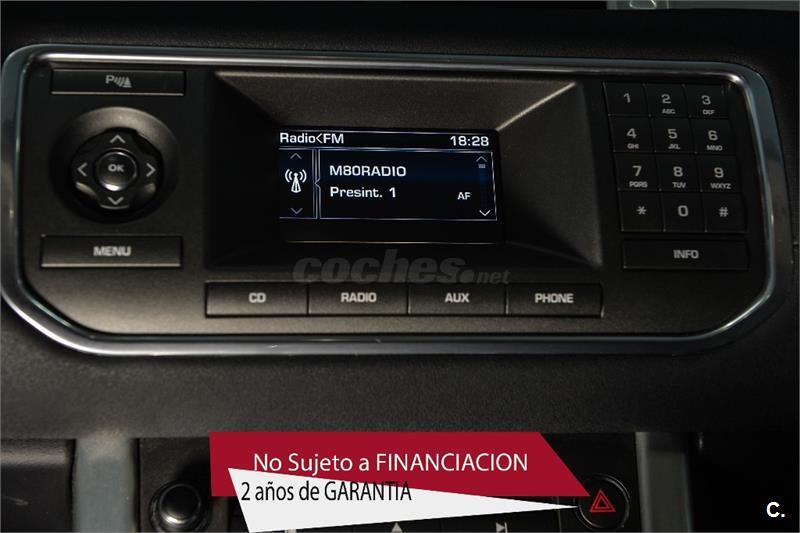 P
Radio<FM 18:28
M80RADIO
Presint. 1
AF
OK
MENU
1 2 ABC 3 DEF
4 GHI 5 JKL 6 MNO
7 PQRS 8 TUV 9 WXYZ
* 0 #
INFO
coches.net
CD RADIO AUX PHONE
No Sujeto a FINANCIACION
2 años de GARANTIA
C.